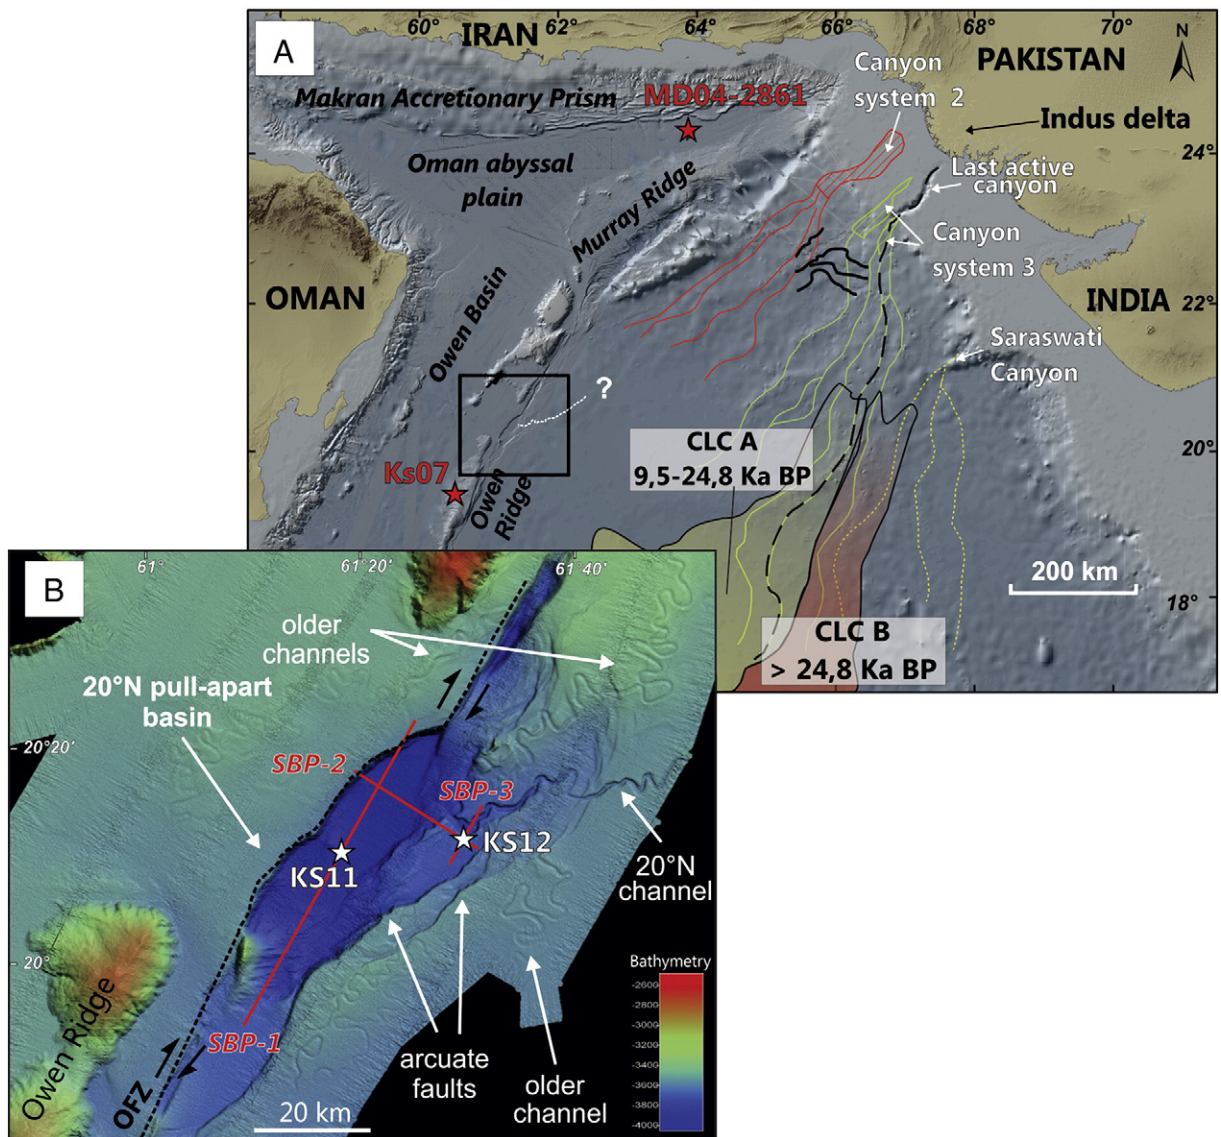 A
60°
62°
64°
66°
68°
70°
N
IRAN
PAKISTAN
Canyon
system 2
Makran Accretionary Prism
MD04-2861
Indus delta
Oman abyssal
plain
24°
Last active
canyon
Murray Ridge
Canyon
system 3
OMAN
Owen Basin
INDIA
22°
Saraswati
Canyon
?
CLC A
9,5-24,8 Ka BP
20°
Ks07
Owen
Ridge
200 km
18°
CLC B
> 24,8 Ka BP
B
61°
61°20'
61°40'
older
channels
20°N pull-apart
basin
20°20'
SBP-2
SBP-3
KS12
KS11
20°N
channel
20°
Bathymetry
-2600
-2800
-3000
-3200
-3400
-3600
-3800
-4000
Owen Ridge
SBP-1
arcuate
faults
older
channel
OFZ
20 km